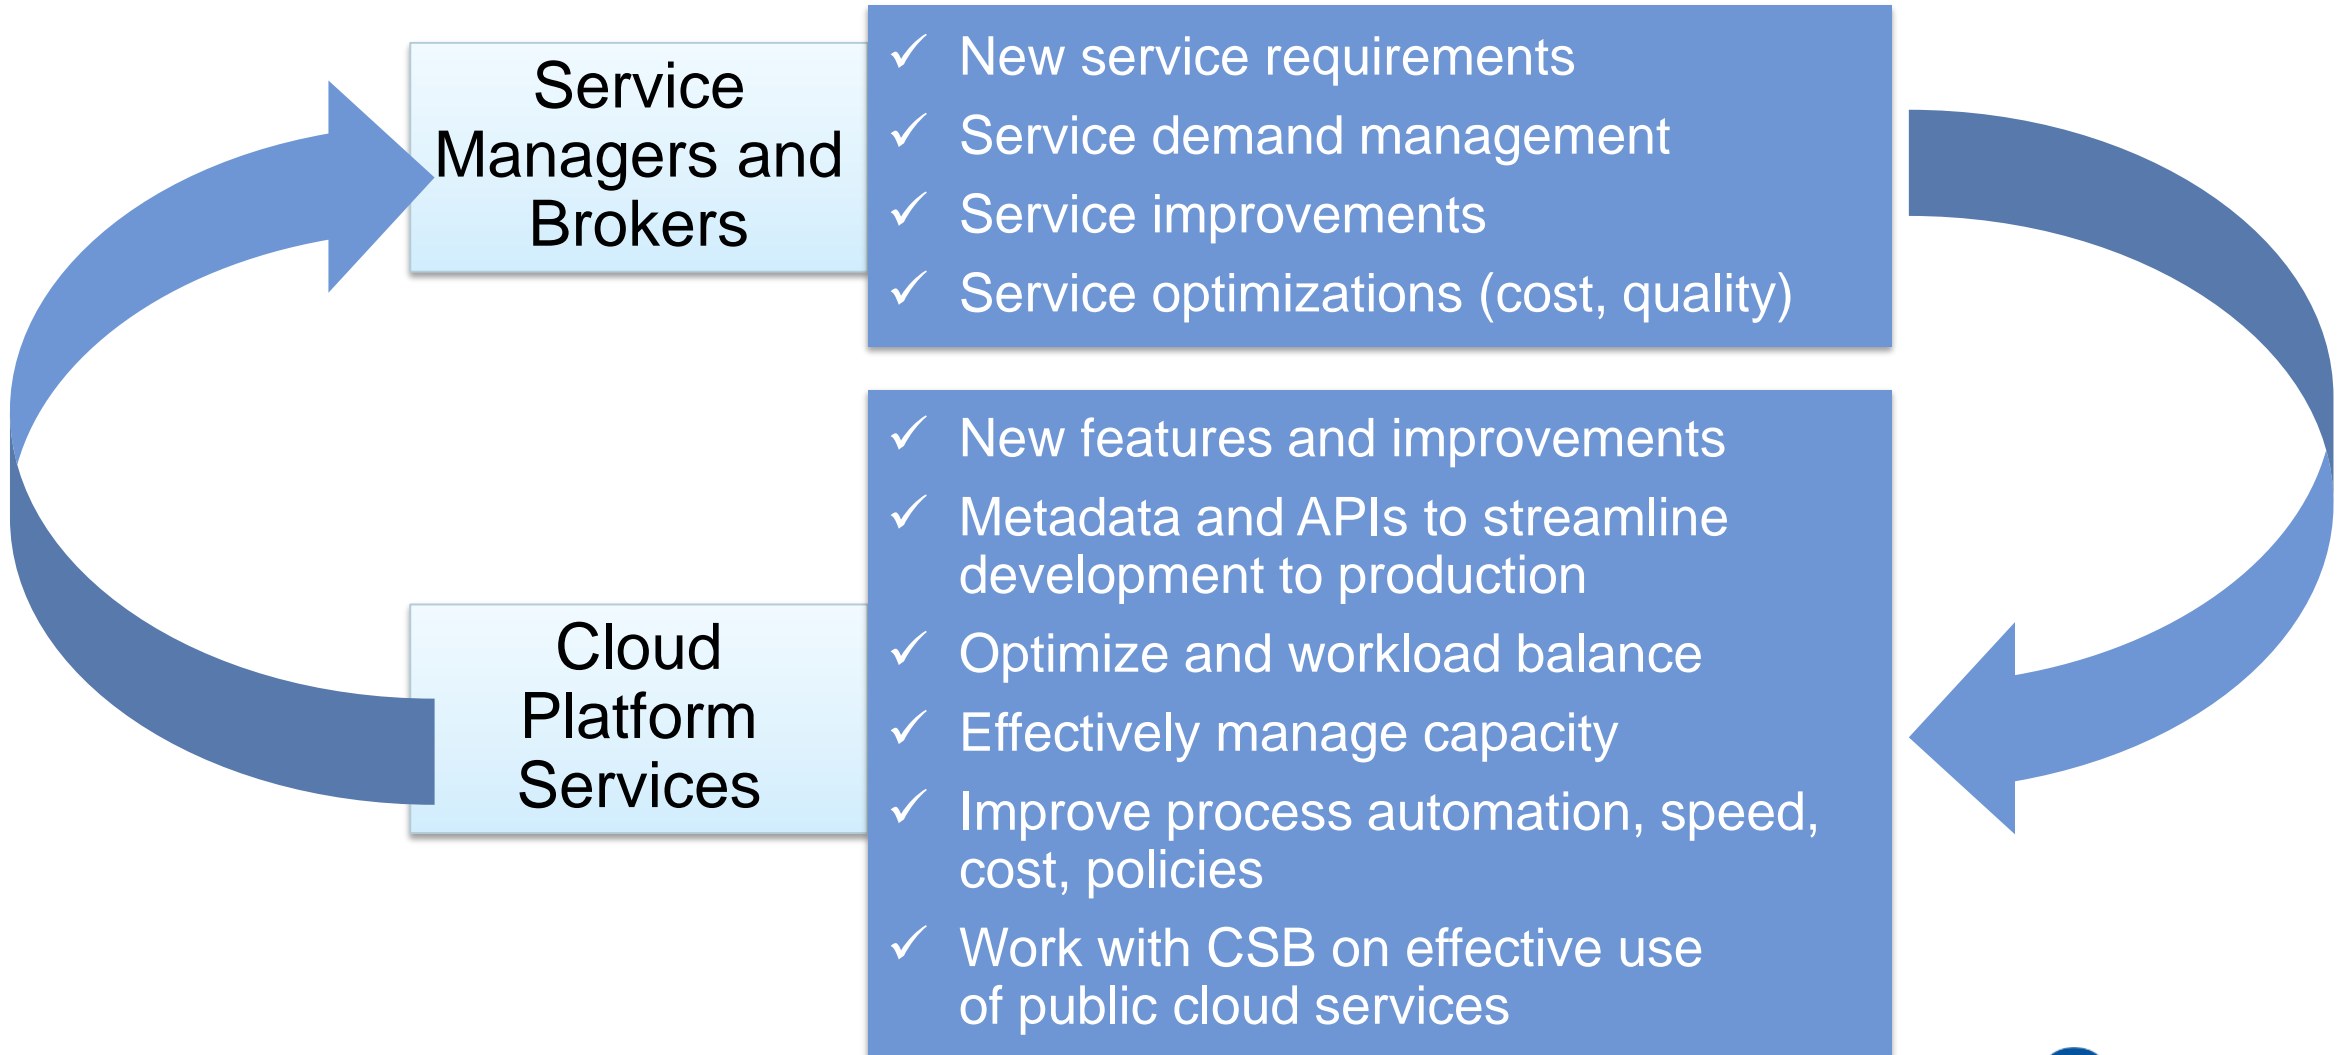 Service
Managers and
Brokers
✓ New service requirements
✓ Service demand management
✓ Service improvements
✓ Service optimizations (cost, quality)
Cloud
Platform
Services
✓ New features and improvements
✓ Metadata and APIs to streamline
development to production
✓ Optimize and workload balance
✓ Effectively manage capacity
✓ Improve process automation, speed,
cost, policies
✓ Work with CSB on effective use
of public cloud services